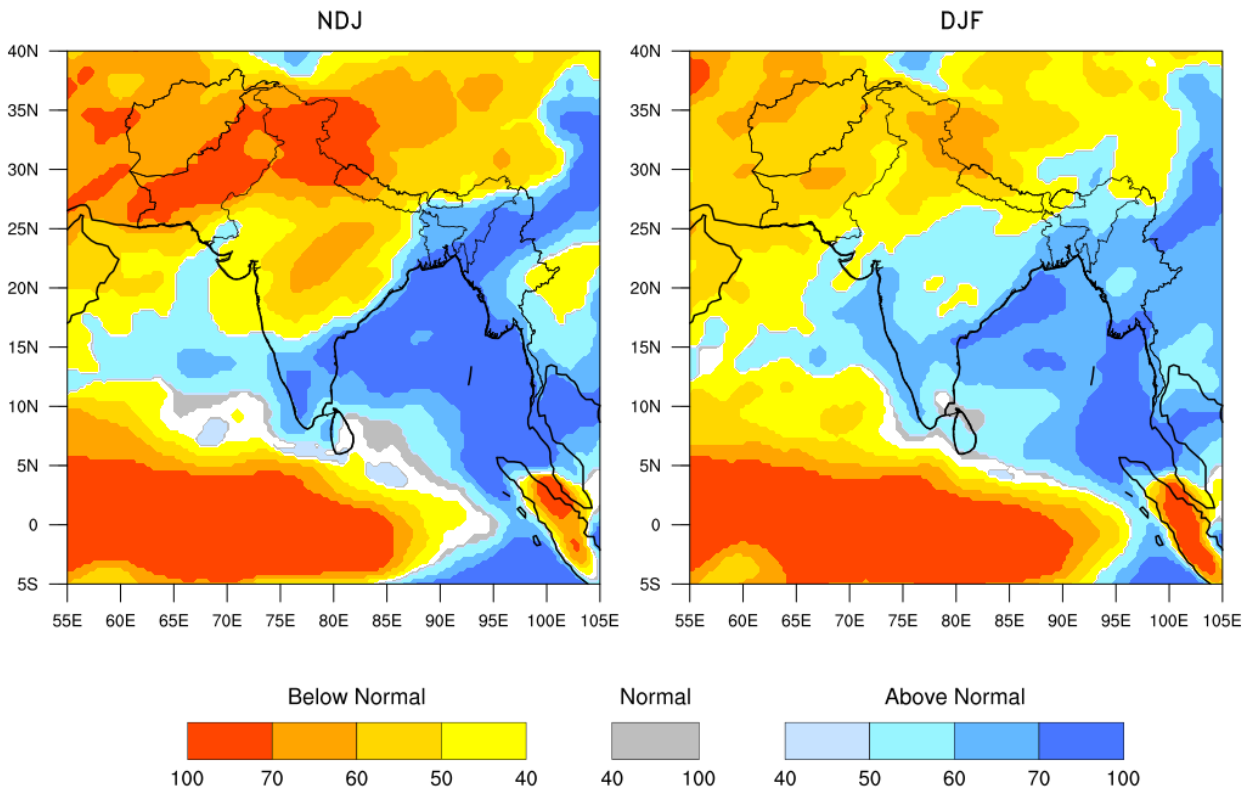 NDJ
DJF
40N
35N
30N
25N
20N
15N
10N
5N
0
5S
55E 60E 65E 70E 75E 80E 85E 90E 95E 100E 105E
40N
35N
30N
25N
20N
15N
10N
5N
0
5S
55E 60E 65E 70E 75E 80E 85E 90E 95E 100E 105E
Below Normal
Normal
Above Normal
100 70 60 50 40
40 100
40 50 60 70 100